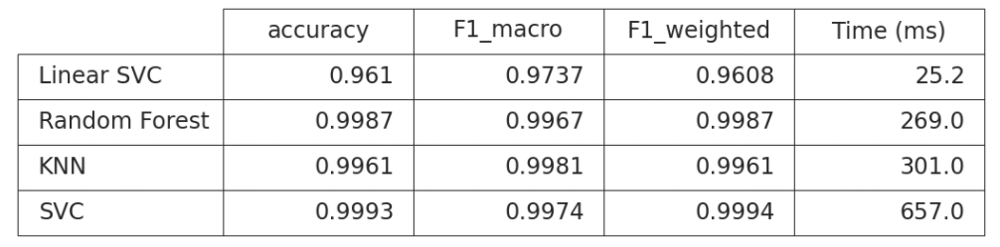 accuracy F1_macro F1_weighted Time (ms)
Linear SVC 0.961 0.9737 0.9608 25.2
Random Forest 0.9987 0.9967 0.9987 269.0
KNN 0.9961 0.9981 0.9961 301.0
SVC 0.9993 0.9974 0.9994 657.0